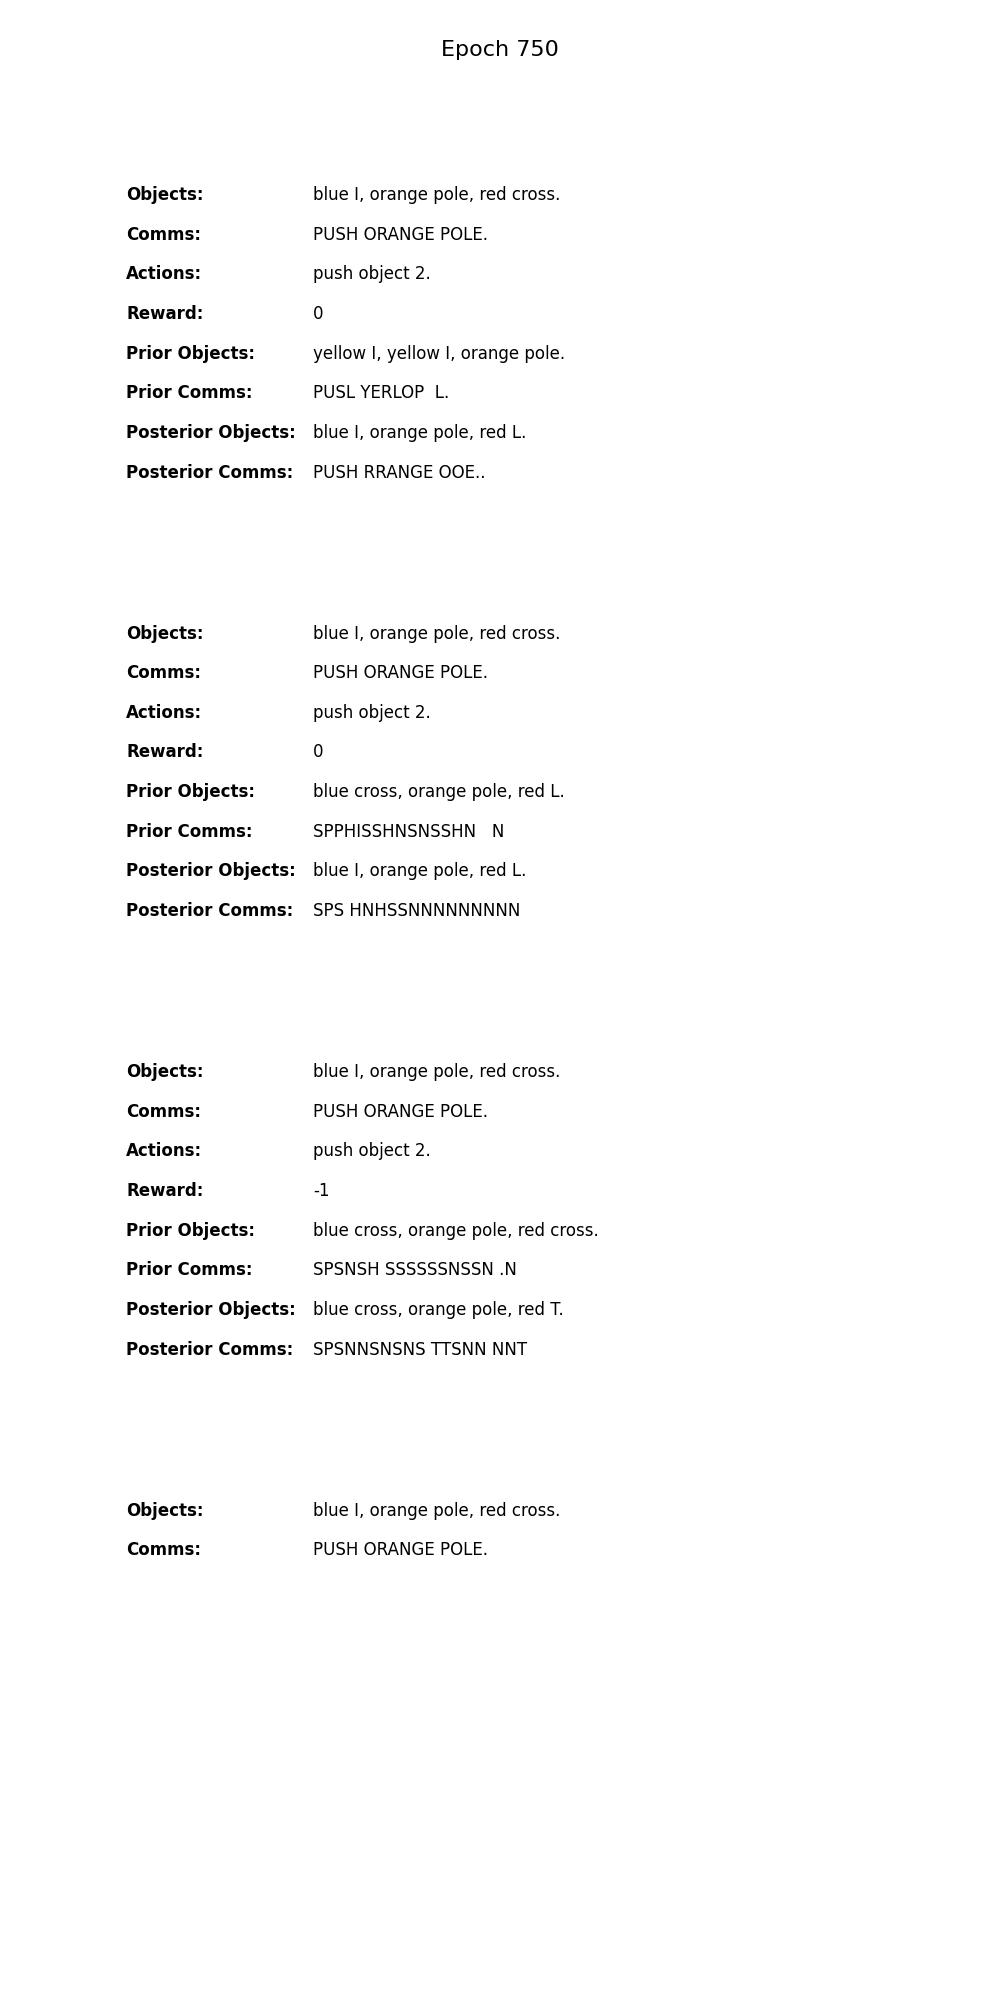 Epoch 750
Objects: blue I, orange pole, red cross.
Comms: PUSH ORANGE POLE.
Actions: push object 2.
Reward: 0
Prior Objects: yellow I, yellow I, orange pole.
Prior Comms: PUSL YERLOP  L.
Posterior Objects: blue I, orange pole, red L.
Posterior Comms: PUSH RRANGE OOE..
Objects: blue I, orange pole, red cross.
Comms: PUSH ORANGE POLE.
Actions: push object 2.
Reward: 0
Prior Objects: blue cross, orange pole, red L.
Prior Comms: SPPHISSHNSNSSHN   N
Posterior Objects: blue I, orange pole, red L.
Posterior Comms: SPS HNHSSNNNNNNNNNN
Objects: blue I, orange pole, red cross.
Comms: PUSH ORANGE POLE.
Actions: push object 2.
Reward: -1
Prior Objects: blue cross, orange pole, red cross.
Prior Comms: SPSNSH SSSSSSNSSN .N
Posterior Objects: blue cross, orange pole, red T.
Posterior Comms: SPSNNSNSNS TTSNN NNT
Objects: blue I, orange pole, red cross.
Comms: PUSH ORANGE POLE.